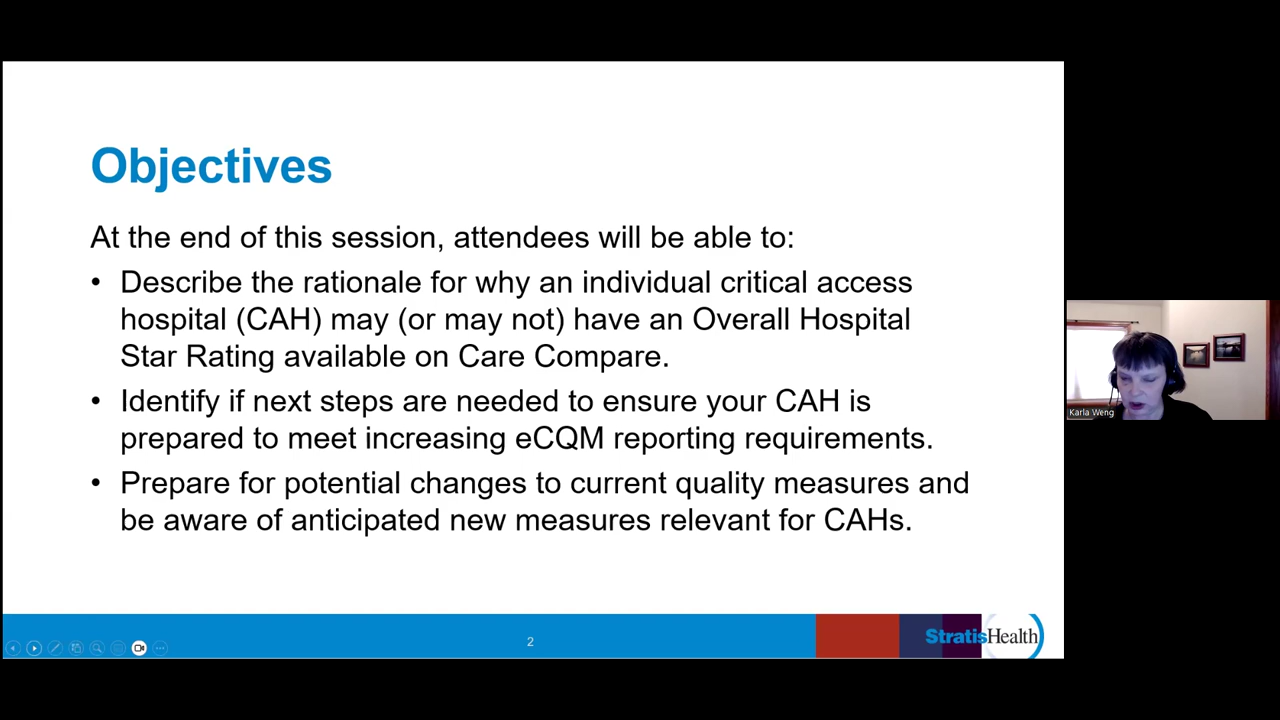 Objectives
At the end of this session, attendees will be able to:
• Describe the rationale for why an individual critical access
hospital (CAH) may (or may not) have an Overall Hospital
Star Rating available on Care Compare.
• Identify if next steps are needed to ensure your CAH is
prepared to meet increasing eCQM reporting requirements.
• Prepare for potential changes to current quality measures and
be aware of anticipated new measures relevant for CAHs.
Karla Weng
2
StratisHealth